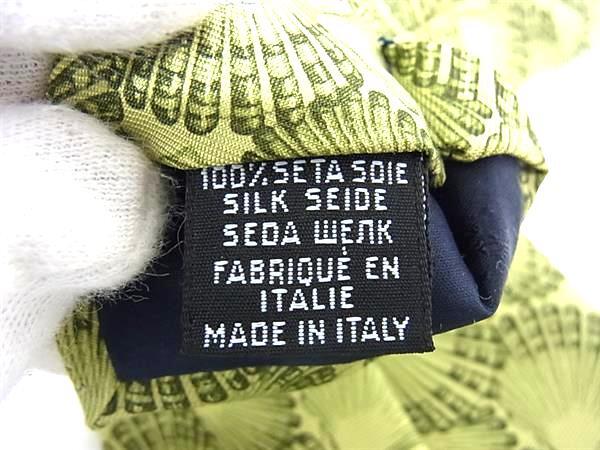 100% SETA SOIE
SILK SEIDE
SEDA ШЕЛК
FABRIQUÉ EN
ITALIE
MADE IN ITALY